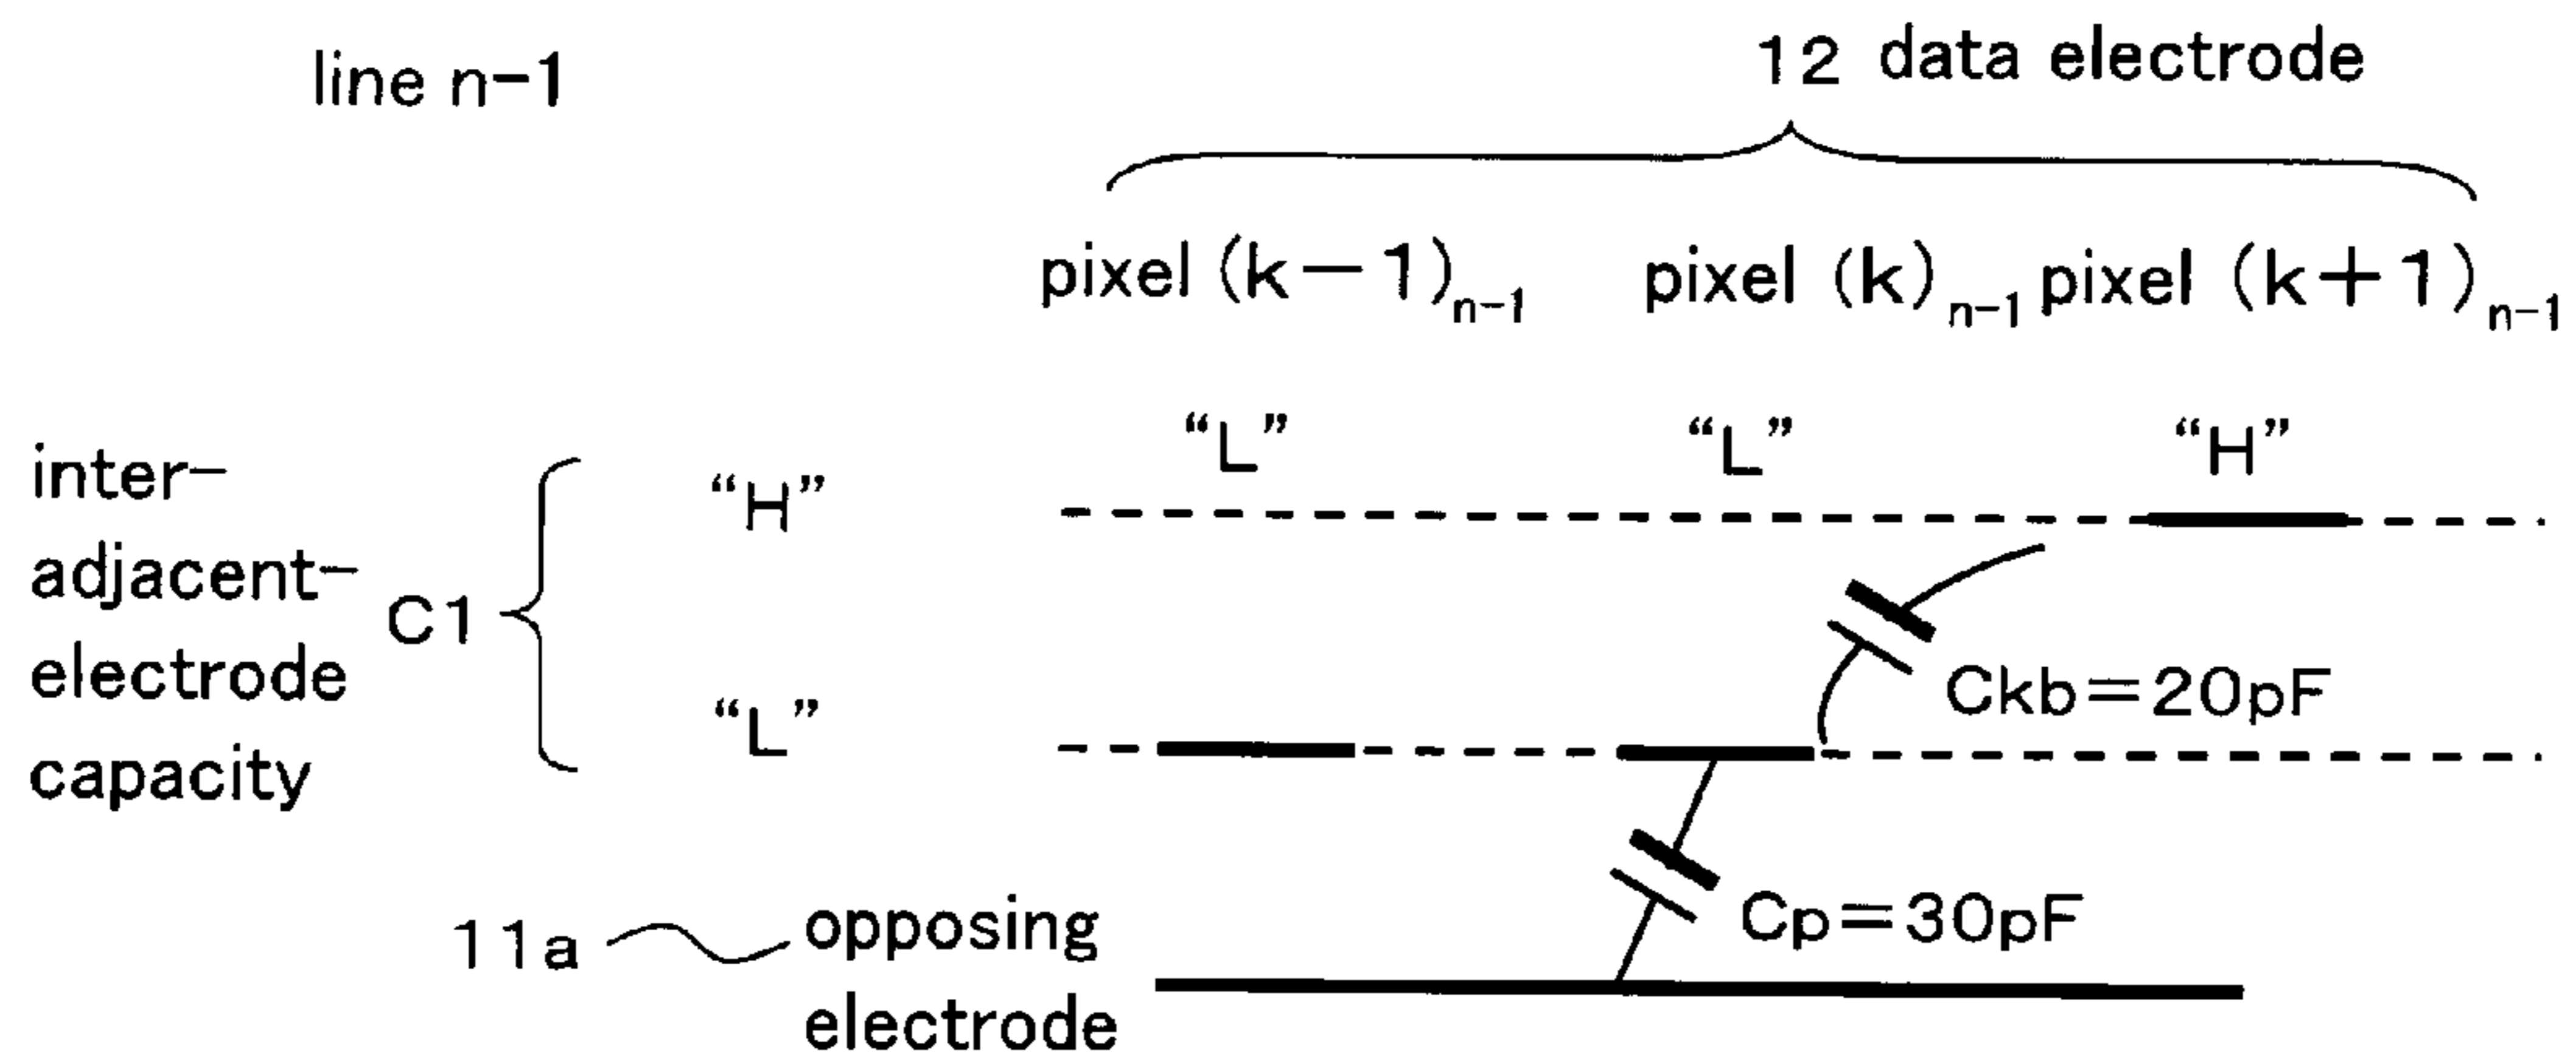 line n-1
12 data electrode
pixel (k-1)n-1 pixel (k)n-1 pixel (k+1)n-1
“L” “L” “H”
“H”
inter-
adjacent-
electrode
capacity
C1
“L”
Ckb=20pF
Cp=30pF
11a
opposing
electrode